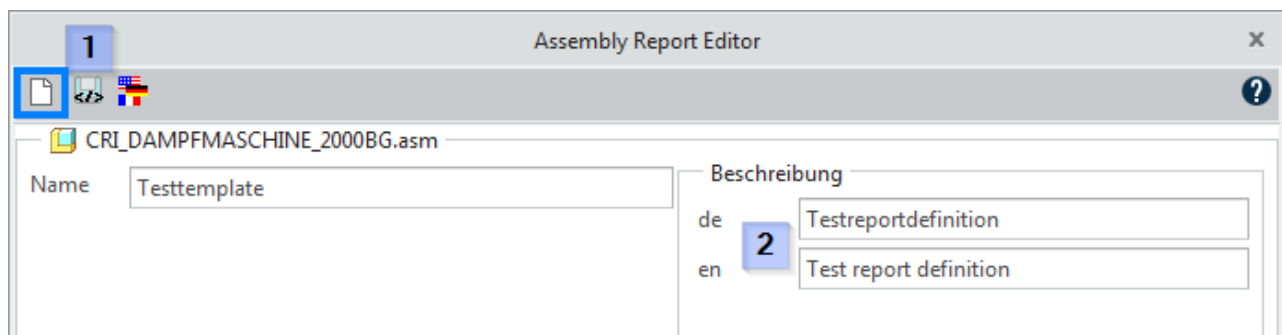 1
Assembly Report Editor
CRI_DAMPFMASCHINE_2000BG.asm
Name
Testtemplate
Beschreibung
de
Testreportdefinition
2
en
Test report definition